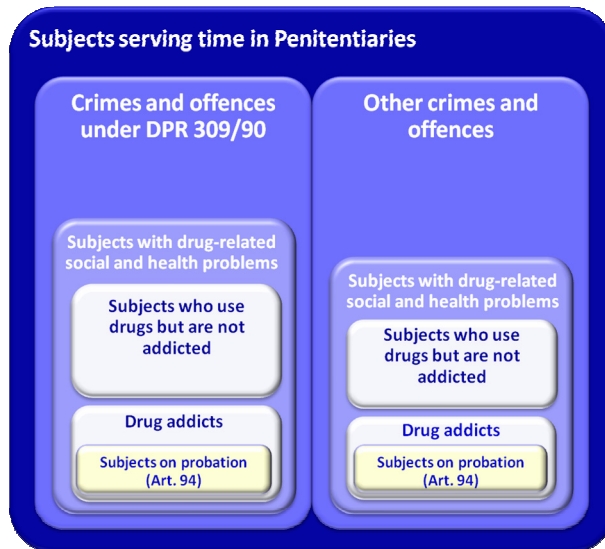 Subjects serving time in Penitentiaries
Crimes and offences
under DPR 309/90
Subjects with drug-related
social and health problems
Subjects who use
drugs but are not
addicted
Drug addicts
Subjects on probation
(Art. 94)
Other crimes and
offences
Subjects with drug-related
social and health problems
Subjects who use
drugs but are not
addicted
Drug addicts
Subjects on probation
(Art. 94)